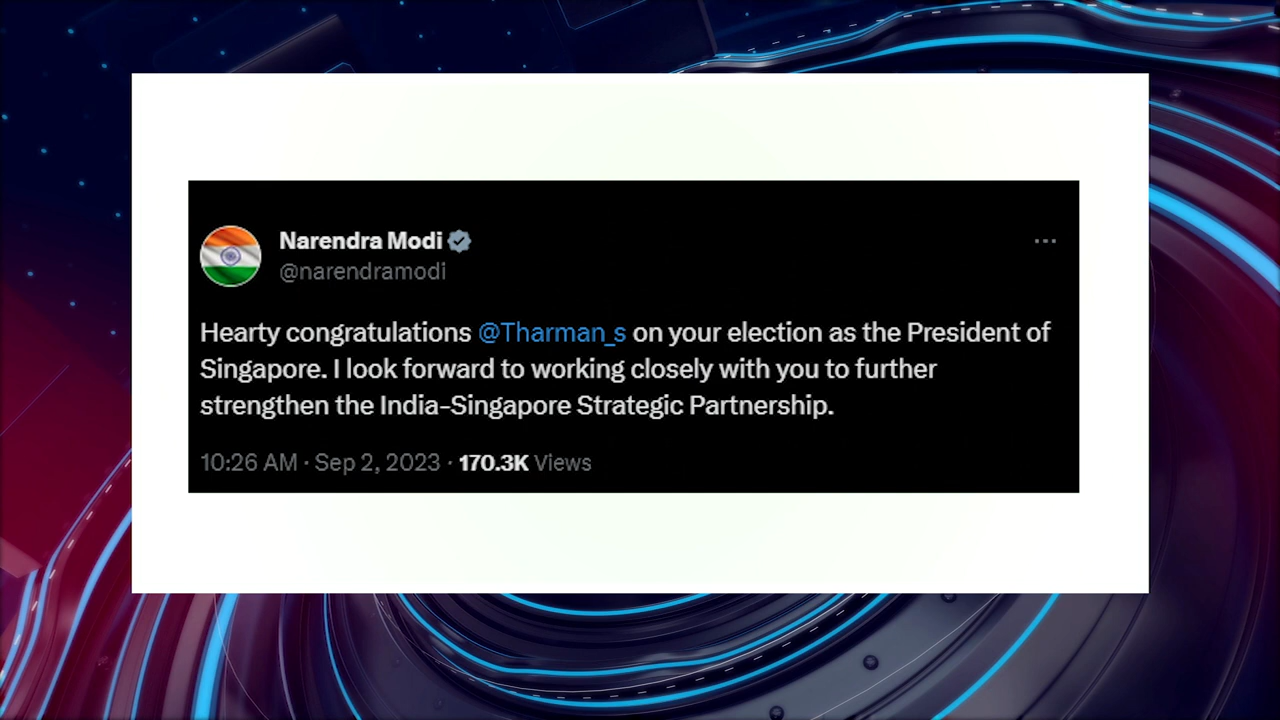 Narendra Modi
@narendramodi
Hearty congratulations @Tharman_s on your election as the President of
Singapore. I look forward to working closely with you to further
strengthen the India-Singapore Strategic Partnership.
10:26 AM · Sep 2, 2023 · 170.3K Views